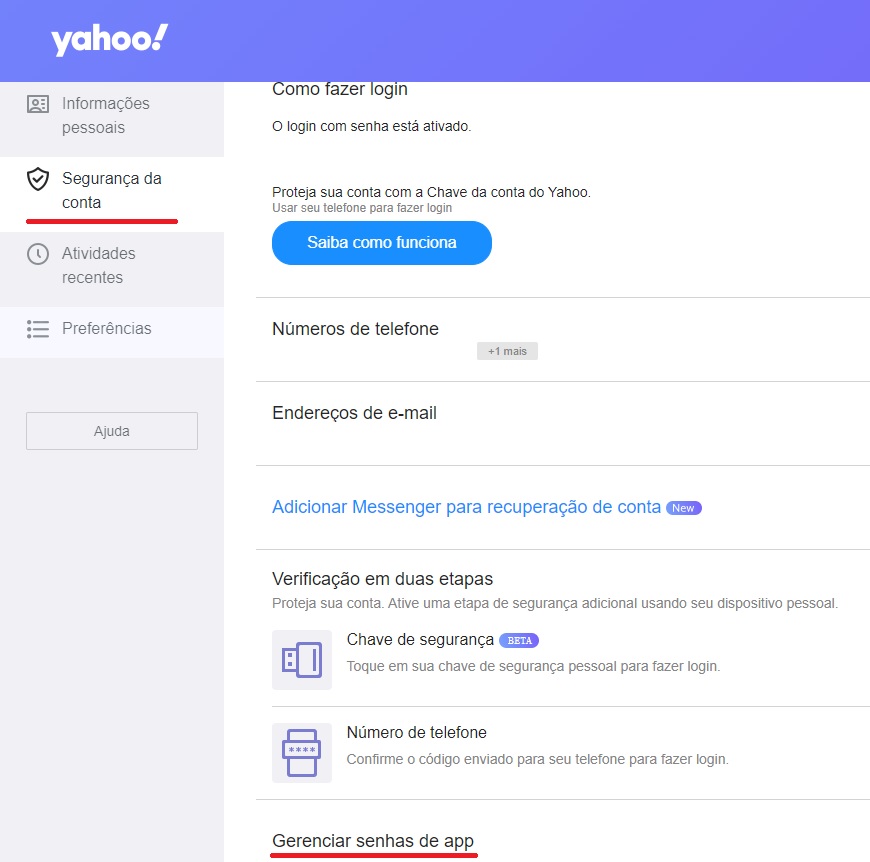 yahoo!
Informações
pessoais
Segurança da
conta
Atividades
recentes
Preferências
Ajuda
Como fazer login
O login com senha está ativado.
Proteja sua conta com a Chave da conta do Yahoo.
Usar seu telefone para fazer login
Saiba como funciona
Números de telefone
+1 mais
Endereços de e-mail
Adicionar Messenger para recuperação de conta New
Verificação em duas etapas
Proteja sua conta. Ative uma etapa de segurança adicional usando seu dispositivo pessoal.
Chave de segurança BETA
Toque em sua chave de segurança pessoal para fazer login.
Número de telefone
****
Confirme o código enviado para seu telefone para fazer login.
Gerenciar senhas de app